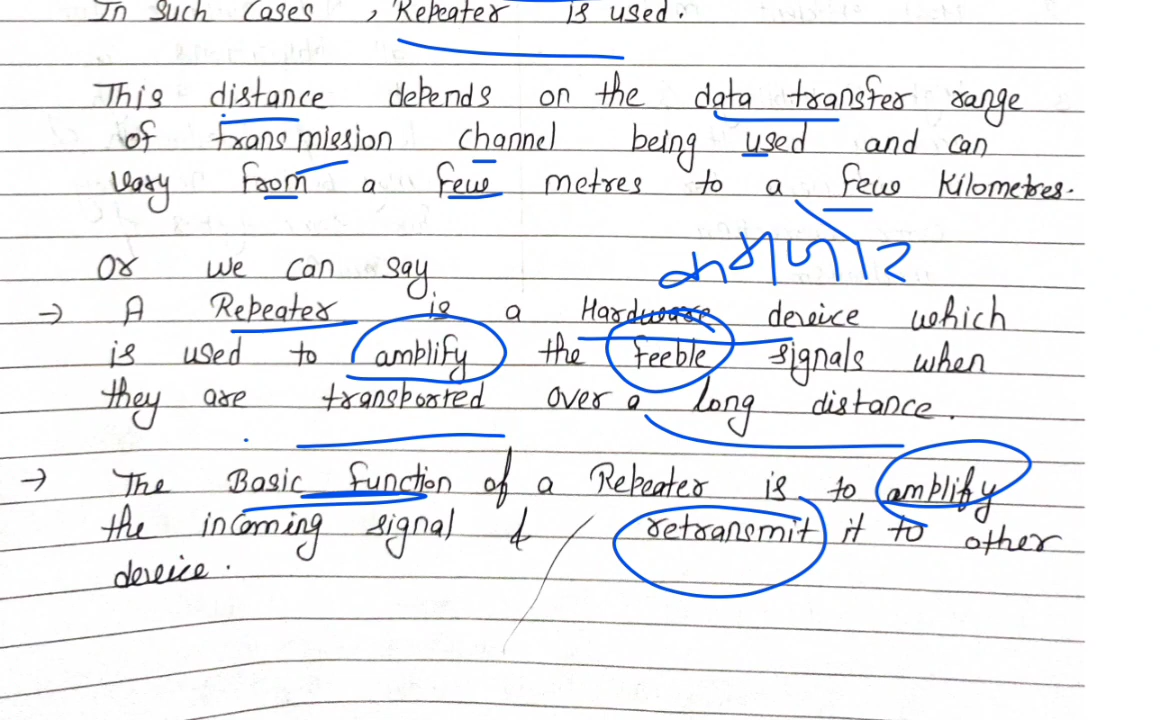 In Such Cases , Repeater is used.
This distance depends on the data transfer range
of transmission channel being used and can
vary from a few metres to a few Kilometres.
Or we can say
कमजोर
→ A Repeater is a Hardware device which
is used to amplify the feeble signals when
they are transported over a long distance.
→ The Basic function of a Repeater is to amplify
the incoming signal & retransmit it to other
device.